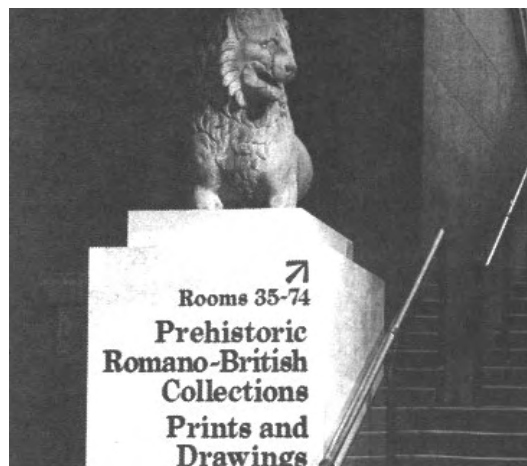 Rooms 35-74
Prehistoric
Romano-British
Collections
Prints and
Drawings